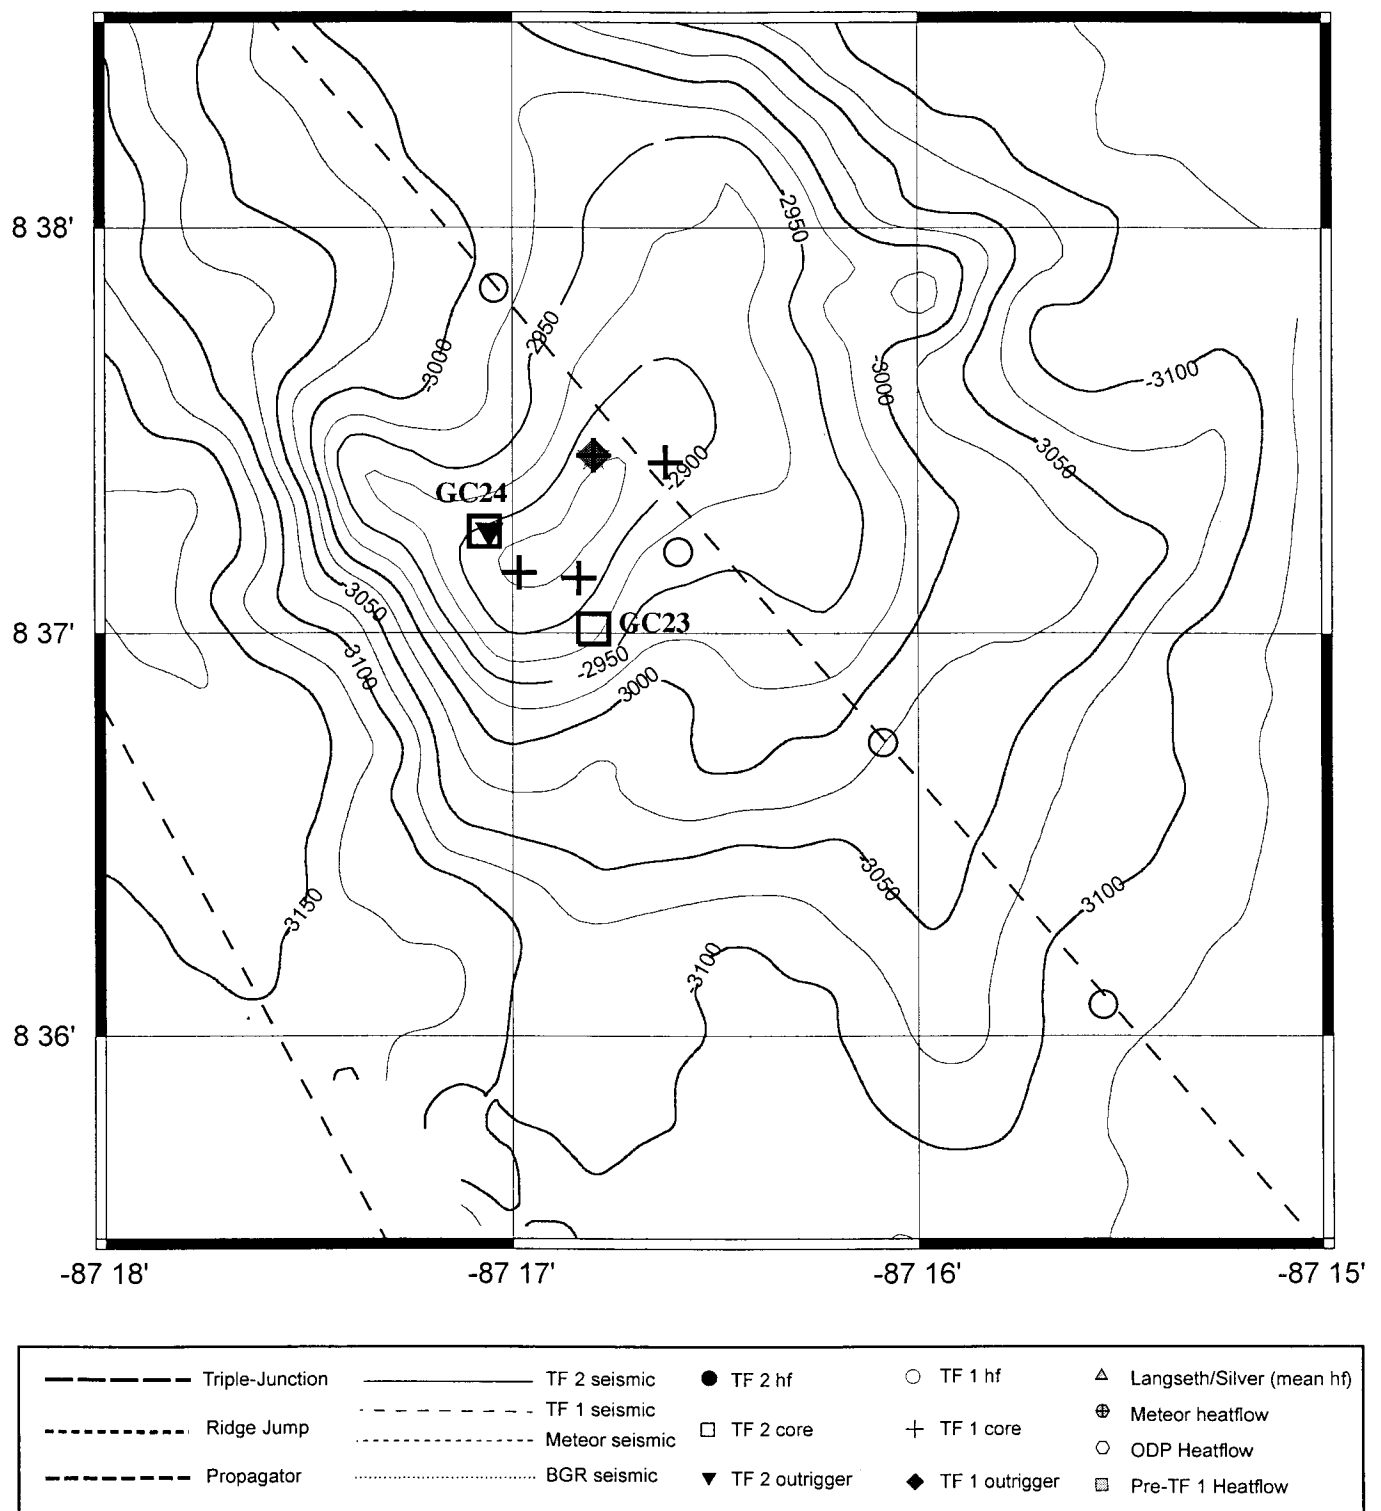 8 38'
8 37'
8 36'
-87 18'
-87 17'
-87 16'
-87 15'
-2950
-2950
-3000
-3000
-3100
-2900
-3050
GC24
-3050
GC23
-2950
3000
3100
-3050
3100
3150
-3100
Triple-Junction
TF 2 seismic
TF 2 hf
TF 1 hf
Langseth/Silver (mean hf)
TF 1 seismic
Meteor heatflow
Ridge Jump
Meteor seismic
TF 2 core
TF 1 core
ODP Heatflow
Propagator
BGR seismic
TF 2 outrigger
TF 1 outrigger
Pre-TF 1 Heatflow